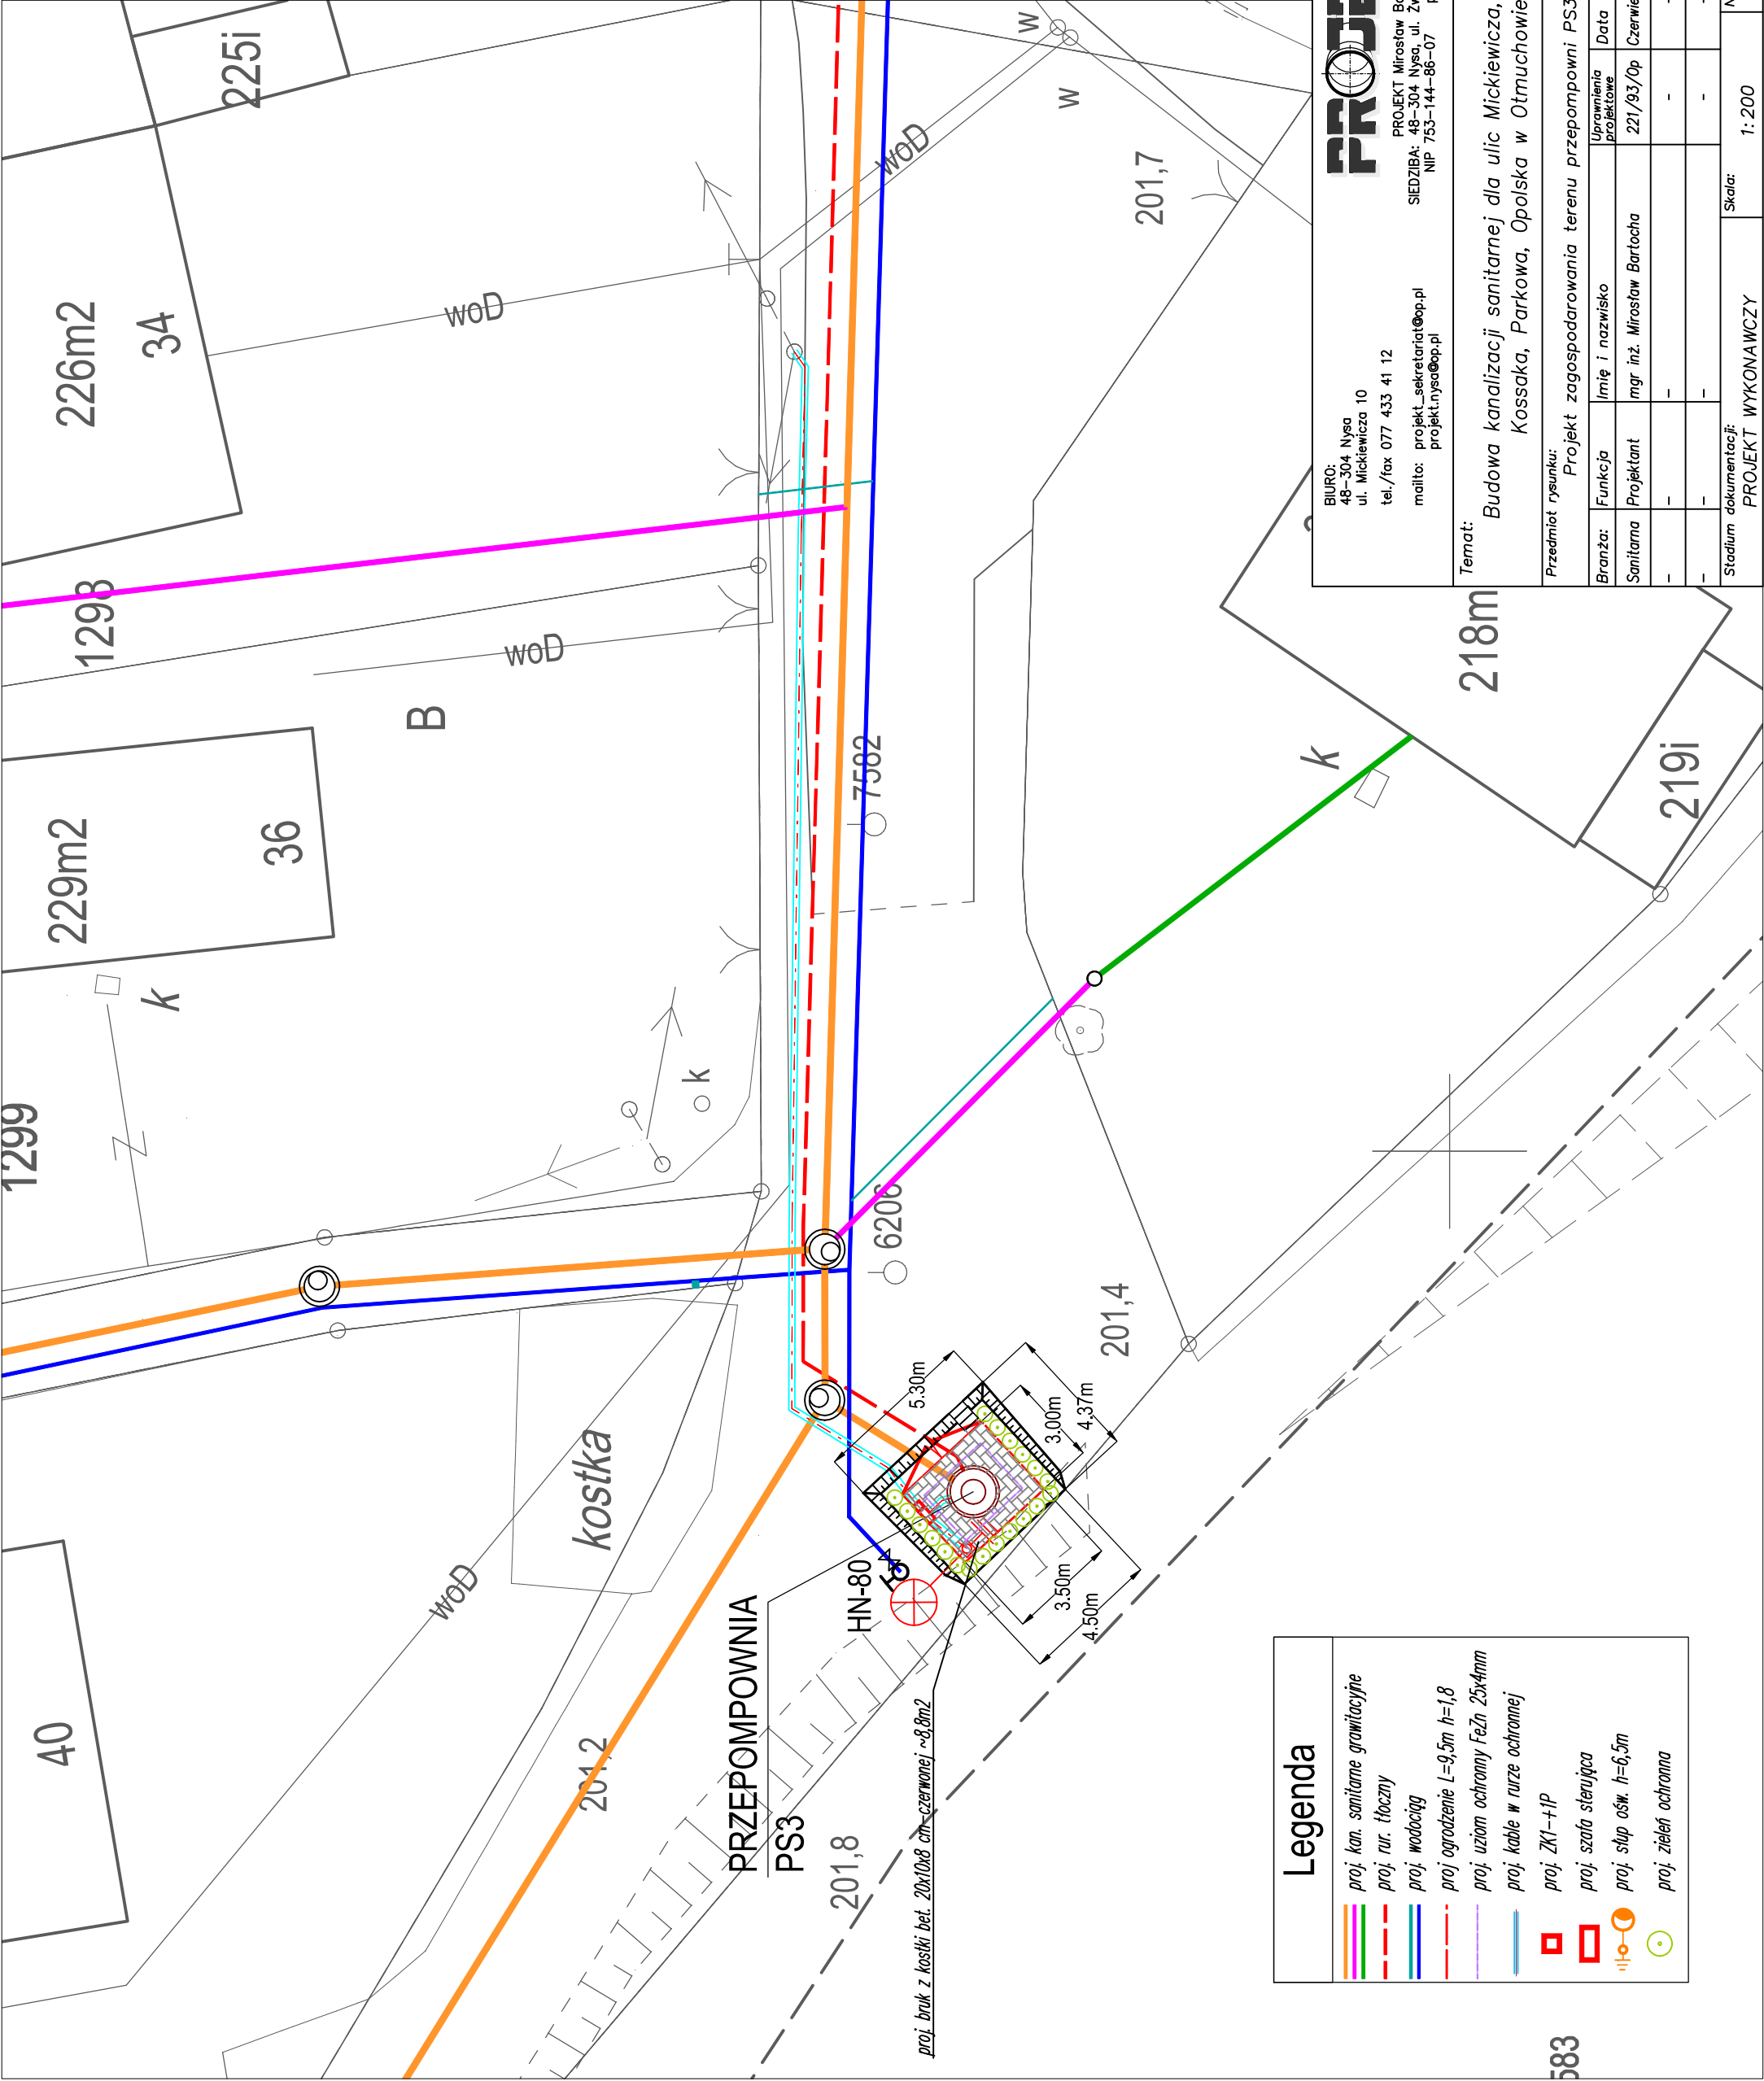 225i
226m2
34
1298
229m2
36
1299
k
k
B
woD
woD
woD
woD
w
w
201,7
7582
6206
k
218m
219i
201,4
40
kostka
201,2
201,8
583
PRZEPOMPOWNIA
PS3
HN-80
5.30m
3.00m
4.37m
3.50m
4.50m
proj. bruk z kostki bet. 20x10x8 cm-czerwonej ~8,8m2
Legenda
proj. kan. sanitarne grawitacyjne
proj. rur. tłoczny
proj. wodociąg
proj ogrodzenie L=9,5m h=1,8
proj. uziom ochronny FeZn 25x4mm
proj. kable w rurze ochronnej
proj. ZK1-+1P
proj. szafa sterująca
proj. słup ośw. h=6,5m
proj. zieleń ochronna
BIURO:
48-304 Nysa
ul. Mickiewicza 10
tel./fax 077 433 41 12
mailto: projekt_sekretariat@op.pl
projekt.nysa@op.pl
PROJE
PROJEKT Mirosław Ba
SIEDZIBA: 48-304 Nysa, ul. Zw
NIP 753-144-86-07
Temat:
Budowa kanalizacji sanitarnej dla ulic Mickiewicza,
Kossaka, Parkowa, Opolska w Otmuchowie
Przedmiot rysunku:
Projekt zagospodarowania terenu przepompowni PS3
Branża: Funkcja Imię i nazwisko Uprawnienia projektowe Data
Sanitarna Projektant mgr inż. Mirosław Bartocha 221/93/Op Czerwie
- - - - -
- - - - -
Stadium dokumentacji: Skala: N
PROJEKT WYKONAWCZY 1:200